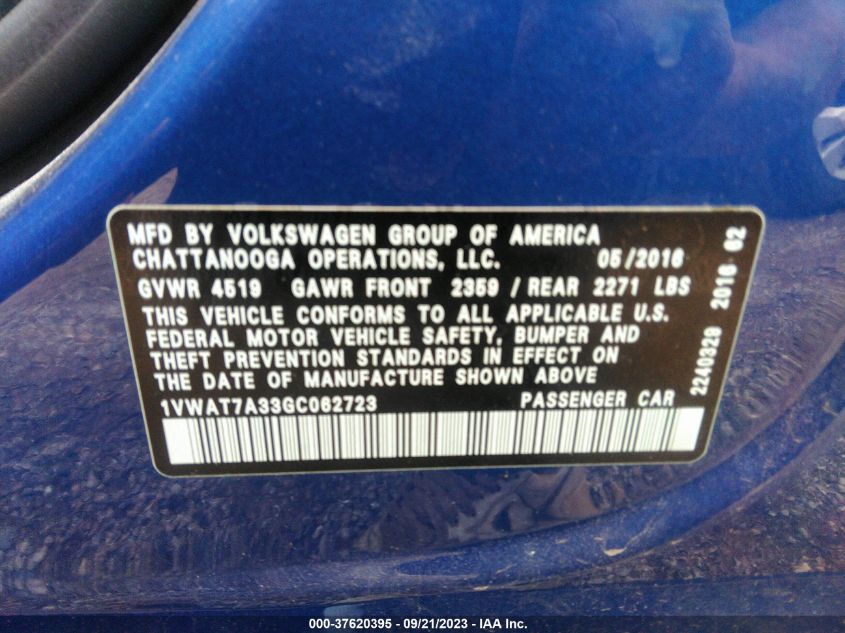 MFD BY VOLKSWAGEN GROUP OF AMERICA
CHATTANOOGA OPERATIONS, LLC. 05/2016
GVWR 4519 GAWR FRONT 2359 / REAR 2271 LBS
THIS VEHICLE CONFORMS TO ALL APPLICABLE U.S.
FEDERAL MOTOR VEHICLE SAFETY, BUMPER AND
THEFT PREVENTION STANDARDS IN EFFECT ON
THE DATE OF MANUFACTURE SHOWN ABOVE
1VWAT7A33GC062723 PASSENGER CAR
2240329 2016 62
000-37620395 - 09/21/2023 - IAA Inc.